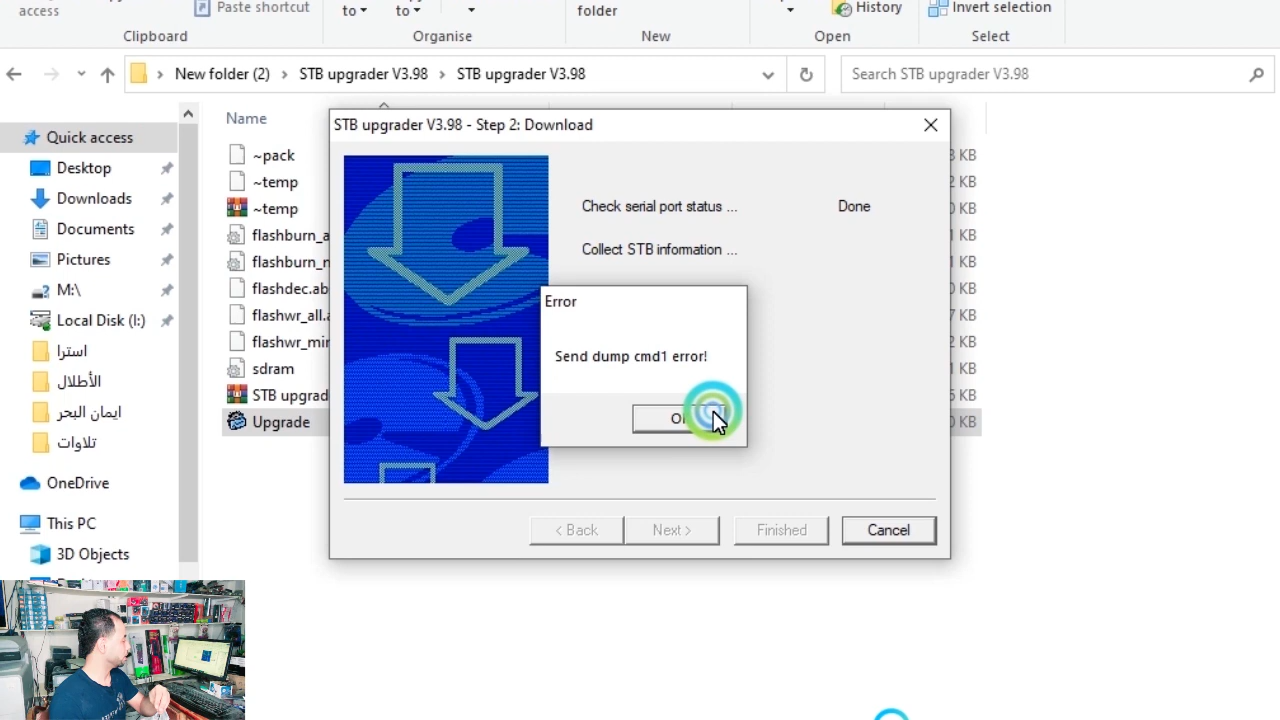 access
Paste shortcut
to
to
folder
History
Invert selection
Clipboard
Organise
New
Open
Select
New folder (2)
STB upgrader V3.98
STB upgrader V3.98
Search STB upgrader V3.98
Quick access
Desktop
Downloads
Documents
Pictures
M:\
Local Disk (I:)
استرا
الأطلال
ايمان البحر
تلاوات
OneDrive
This PC
3D Objects
Name
~pack
~temp
~temp
flashburn_a
flashburn_n
flashdec.ab
flashwr_all.a
flashwr_min
sdram
STB upgrad
Upgrade
KB
KB
KB
KB
KB
KB
KB
KB
KB
KB
KB
STB upgrader V3.98 - Step 2: Download
Check serial port status ...
Done
Collect STB information ...
Error
Send dump cmd1 error!
< Back
Next >
Finished
Cancel